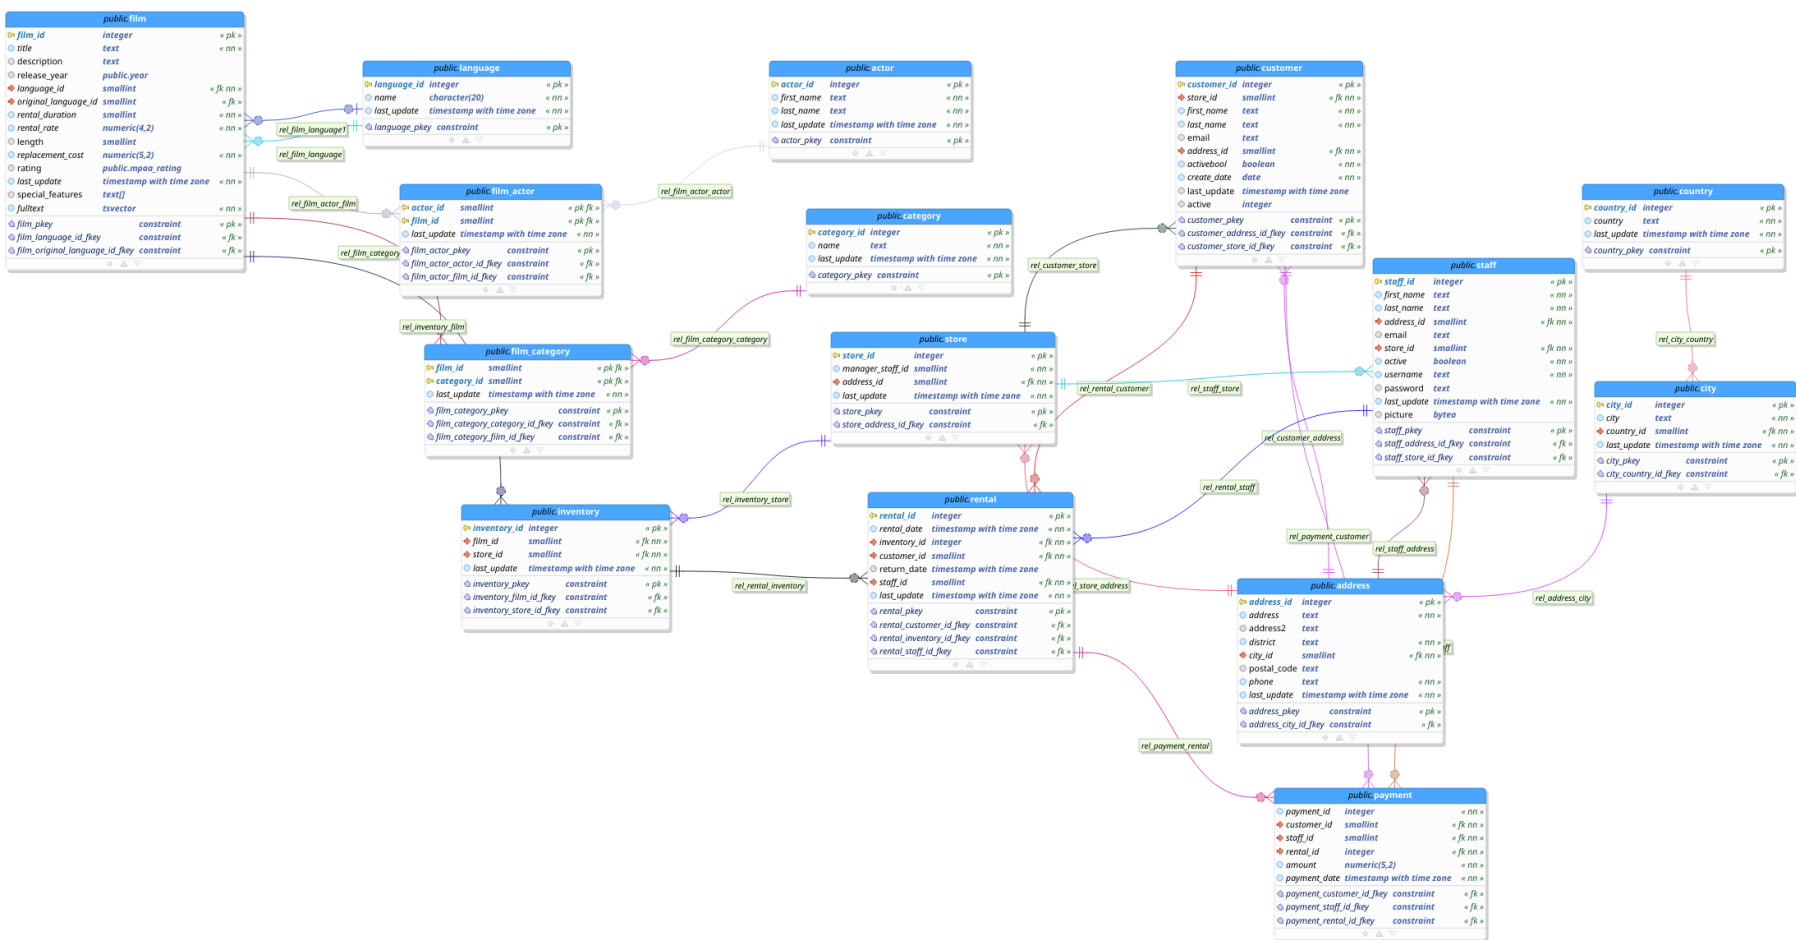 public.film
film_id integer « pk »
title text « nn »
description text
release_year public.year
language_id smallint « fk nn »
original_language_id smallint « fk »
rental_duration smallint « nn »
rental_rate numeric(4,2) « nn »
length smallint
replacement_cost numeric(5,2) « nn »
rating public.mpaa_rating
last_update timestamp with time zone « nn »
special_features text[]
fulltext tsvector « nn »
film_pkey constraint « pk »
film_language_id_fkey constraint « fk »
film_original_language_id_fkey constraint « fk »
public.language
language_id integer « pk »
name character(20) « nn »
last_update timestamp with time zone « nn »
language_pkey constraint « pk »
rel_film_language1
rel_film_language
public.actor
actor_id integer « pk »
first_name text « nn »
last_name text « nn »
last_update timestamp with time zone « nn »
actor_pkey constraint « pk »
rel_film_actor_actor
rel_film_actor_film
public.film_actor
actor_id smallint « pk fk »
film_id smallint « pk fk »
last_update timestamp with time zone « nn »
film_actor_pkey constraint « pk »
film_actor_actor_id_fkey constraint « fk »
film_actor_film_id_fkey constraint « fk »
rel_film_category
rel_inventory_film
public.category
category_id integer « pk »
name text « nn »
last_update timestamp with time zone « nn »
category_pkey constraint « pk »
rel_film_category_category
public.film_category
film_id smallint « pk fk »
category_id smallint « pk fk »
last_update timestamp with time zone « nn »
film_category_pkey constraint « pk »
film_category_category_id_fkey constraint « fk »
film_category_film_id_fkey constraint « fk »
public.customer
customer_id integer « pk »
store_id smallint « fk nn »
first_name text « nn »
last_name text « nn »
email text
address_id smallint « fk nn »
activebool boolean « nn »
create_date date « nn »
last_update timestamp with time zone
active integer
customer_pkey constraint « pk »
customer_address_id_fkey constraint « fk »
customer_store_id_fkey constraint « fk »
rel_customer_store
public.store
store_id integer « pk »
manager_staff_id smallint « nn »
address_id smallint « fk nn »
last_update timestamp with time zone « nn »
store_pkey constraint « pk »
store_address_id_fkey constraint « fk »
rel_rental_customer
rel_staff_store
public.country
country_id integer « pk »
country text « nn »
last_update timestamp with time zone « nn »
country_pkey constraint « pk »
rel_city_country
public.staff
staff_id integer « pk »
first_name text « nn »
last_name text « nn »
address_id smallint « fk nn »
email text
store_id smallint « fk nn »
active boolean « nn »
username text « nn »
password text
last_update timestamp with time zone « nn »
picture bytea
staff_pkey constraint « pk »
staff_address_id_fkey constraint « fk »
staff_store_id_fkey constraint « fk »
public.city
city_id integer « pk »
city text « nn »
country_id smallint « fk nn »
last_update timestamp with time zone « nn »
city_pkey constraint « pk »
city_country_id_fkey constraint « fk »
rel_customer_address
rel_rental_staff
rel_inventory_store
public.inventory
inventory_id integer « pk »
film_id smallint « fk nn »
store_id smallint « fk nn »
last_update timestamp with time zone « nn »
inventory_pkey constraint « pk »
inventory_film_id_fkey constraint « fk »
inventory_store_id_fkey constraint « fk »
rel_rental_inventory
public.rental
rental_id integer « pk »
rental_date timestamp with time zone « nn »
inventory_id integer « fk nn »
customer_id smallint « fk nn »
return_date timestamp with time zone
staff_id smallint « fk nn »
last_update timestamp with time zone « nn »
rental_pkey constraint « pk »
rental_customer_id_fkey constraint « fk »
rental_inventory_id_fkey constraint « fk »
rental_staff_id_fkey constraint « fk »
rel_payment_customer
rel_staff_address
el_store_address
rel_address_city
public.address
address_id integer « pk »
address text « nn »
address2 text
district text « nn »
city_id smallint « fk nn »
postal_code text
phone text « nn »
last_update timestamp with time zone « nn »
address_pkey constraint « pk »
address_city_id_fkey constraint « fk »
ff
rel_payment_rental
public.payment
payment_id integer « nn »
customer_id smallint « fk nn »
staff_id smallint « fk nn »
rental_id integer « fk nn »
amount numeric(5,2) « nn »
payment_date timestamp with time zone « nn »
payment_customer_id_fkey constraint « fk »
payment_staff_id_fkey constraint « fk »
payment_rental_id_fkey constraint « fk »